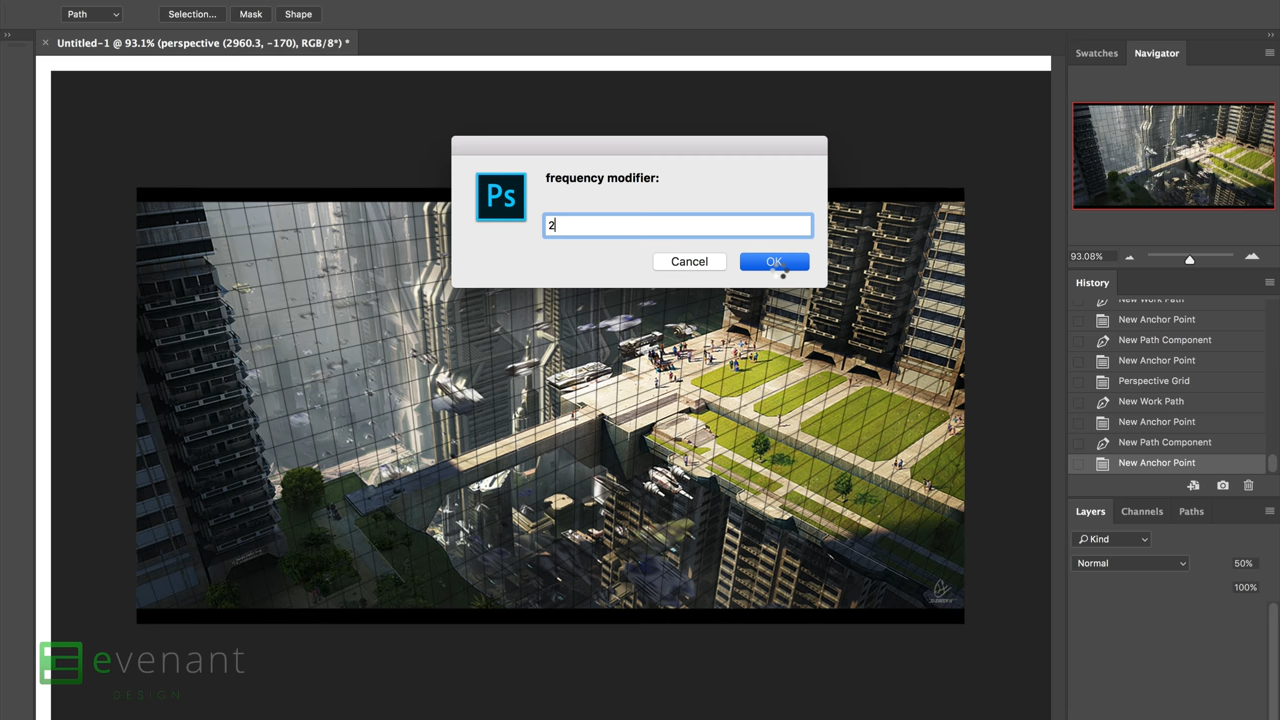 Path
Selection...
Mask
Shape
Untitled-1 @ 93.1% (perspective (2960.3, -170), RGB/8*) *
Swatches
Navigator
frequency modifier:
Ps
2
Cancel
OK
93.08%
History
New Work Path
New Anchor Point
New Path Component
New Anchor Point
Perspective Grid
New Work Path
New Anchor Point
New Path Component
New Anchor Point
Layers
Channels
Paths
Kind
Normal
50%
100%
evenant
DESIGN